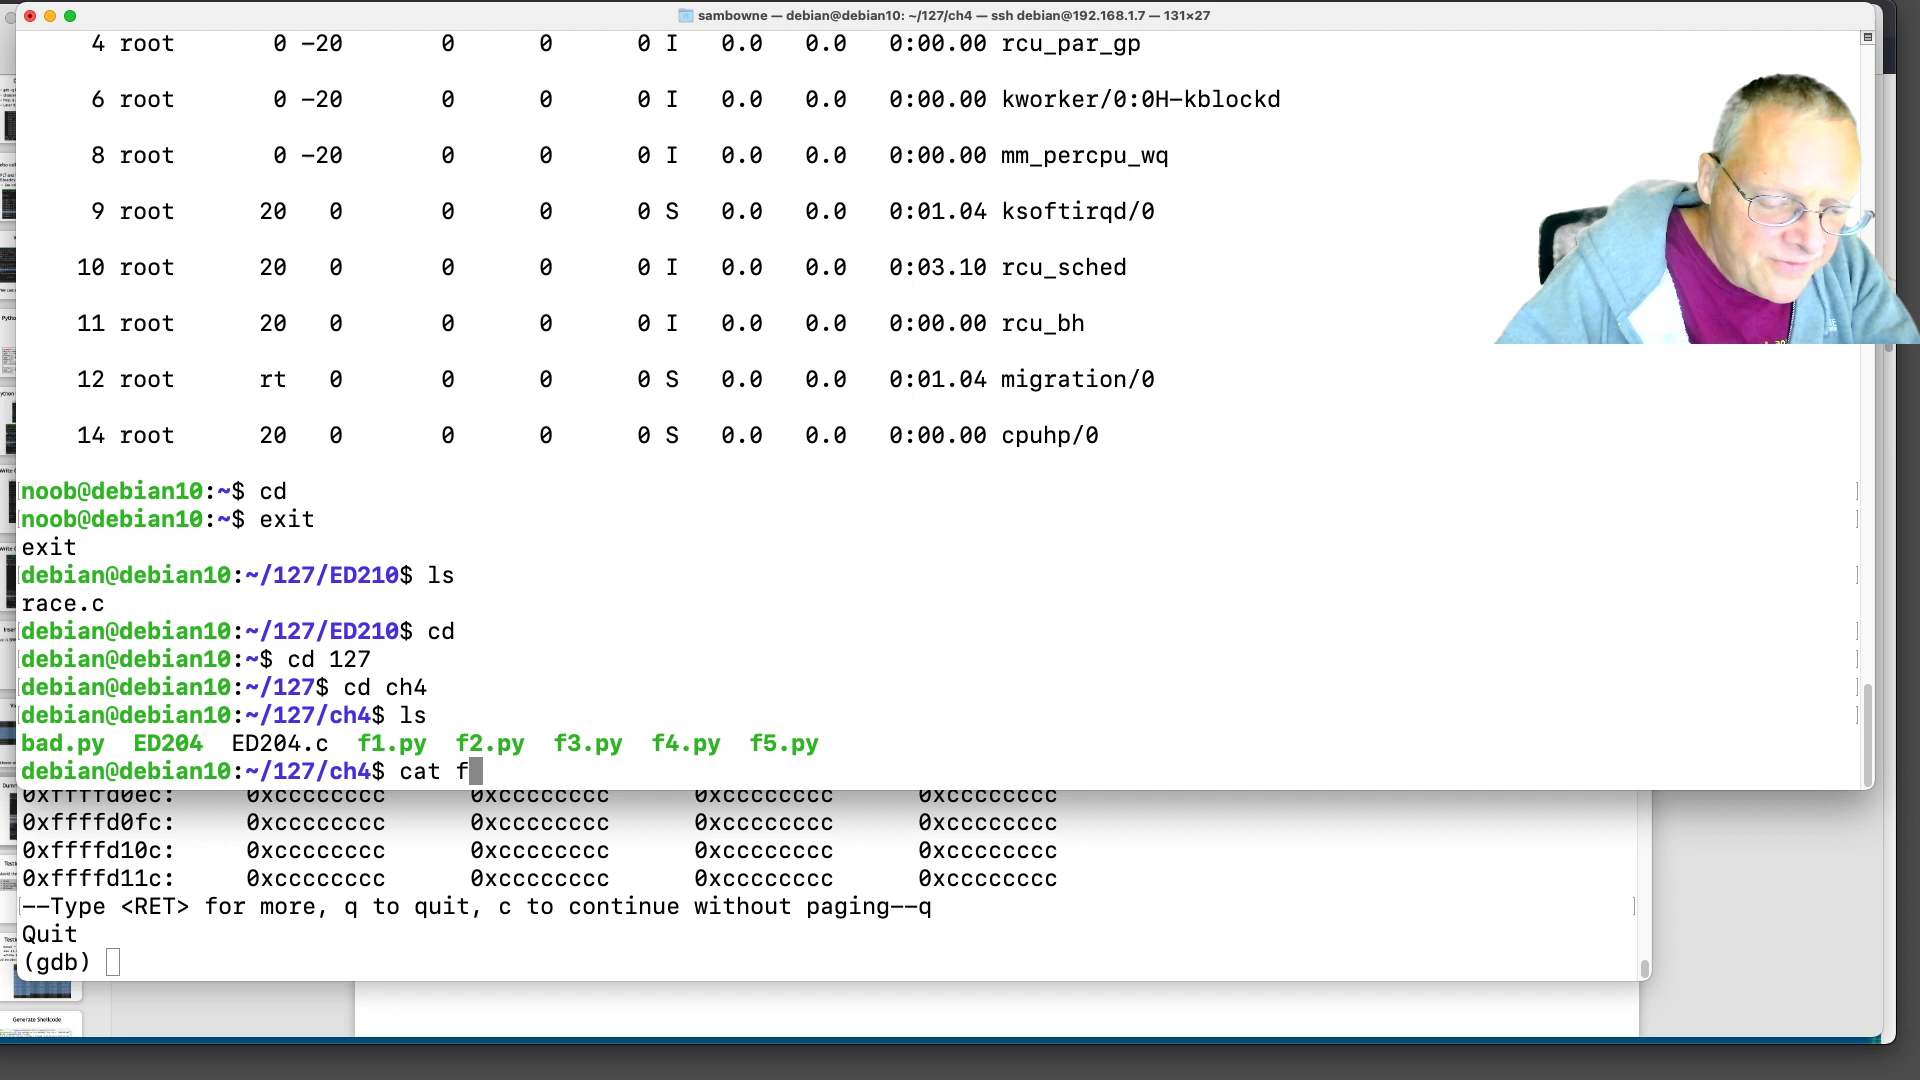 sambowne — debian@debian10: ~/127/ch4 — ssh debian@192.168.1.7 — 131×27
4 root 0 -20 0 0 0 I 0.0 0.0 0:00.00 rcu_par_gp
6 root 0 -20 0 0 0 I 0.0 0.0 0:00.00 kworker/0:0H-kblockd
8 root 0 -20 0 0 0 I 0.0 0.0 0:00.00 mm_percpu_wq
9 root 20 0 0 0 0 S 0.0 0.0 0:01.04 ksoftirqd/0
10 root 20 0 0 0 0 I 0.0 0.0 0:03.10 rcu_sched
11 root 20 0 0 0 0 I 0.0 0.0 0:00.00 rcu_bh
12 root rt 0 0 0 0 S 0.0 0.0 0:01.04 migration/0
14 root 20 0 0 0 0 S 0.0 0.0 0:00.00 cpuhp/0
noob@debian10:~$ cd
noob@debian10:~$ exit
exit
debian@debian10:~/127/ED210$ ls
race.c
debian@debian10:~/127/ED210$ cd
debian@debian10:~$ cd 127
debian@debian10:~/127$ cd ch4
debian@debian10:~/127/ch4$ ls
bad.py ED204 ED204.c f1.py f2.py f3.py f4.py f5.py
debian@debian10:~/127/ch4$ cat f
0xffffd0ec: 0xcccccccc 0xcccccccc 0xcccccccc 0xcccccccc
0xffffd0fc: 0xcccccccc 0xcccccccc 0xcccccccc 0xcccccccc
0xffffd10c: 0xcccccccc 0xcccccccc 0xcccccccc 0xcccccccc
0xffffd11c: 0xcccccccc 0xcccccccc 0xcccccccc 0xcccccccc
--Type <RET> for more, q to quit, c to continue without paging--q
Quit
(gdb)
Generate Shellcode